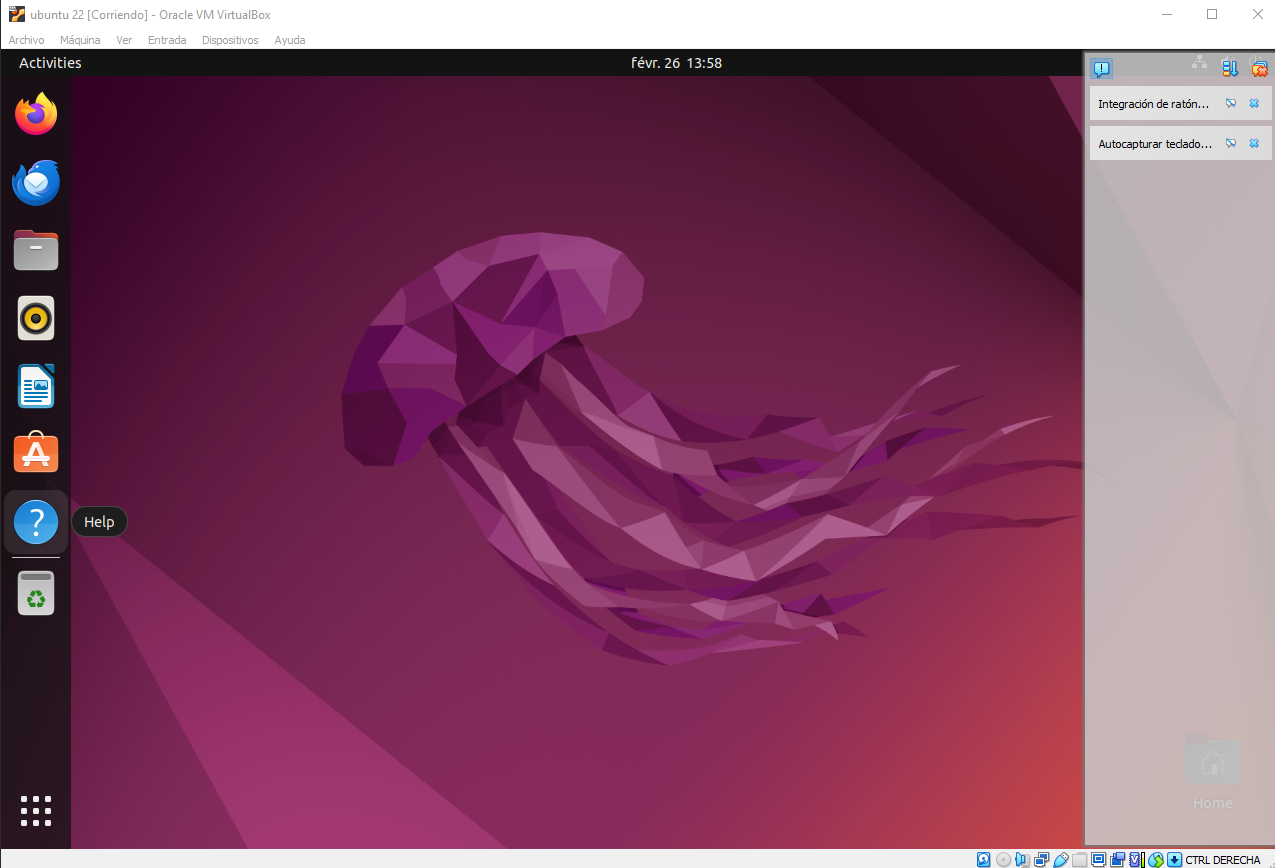 ubuntu 22 [Corriendo] - Oracle VM VirtualBox
Archivo Máquina Ver Entrada Dispositivos Ayuda
Activities févr. 26 13:58
Integración de ratón...
Autocapturar teclado...
Help
Home
CTRL DERECHA